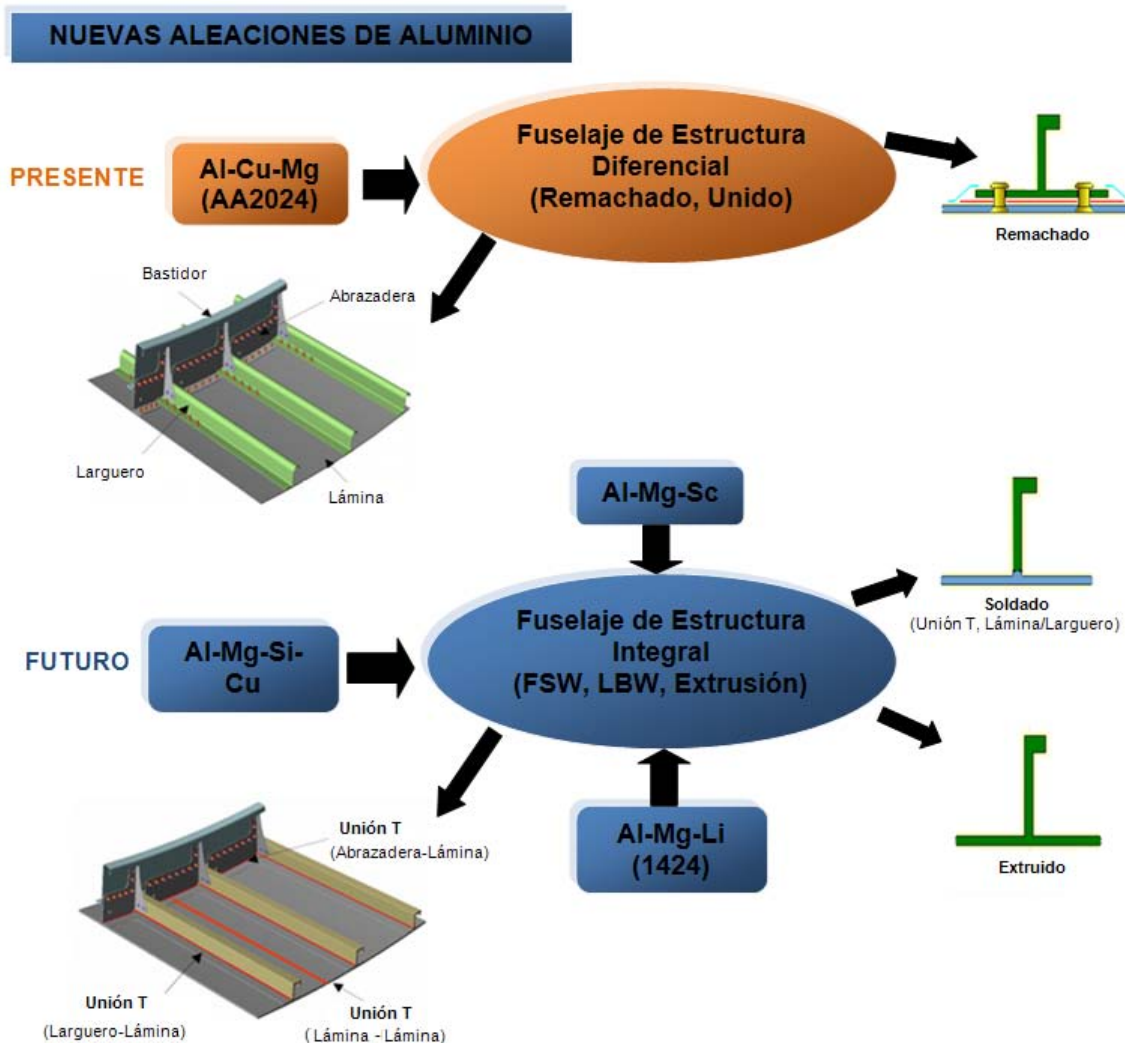 NUEVAS ALEACIONES DE ALUMINIO
PRESENTE
Al-Cu-Mg
(AA2024)
Fuselaje de Estructura
Diferencial
(Remachado, Unido)
Remachado
Bastidor
Abrazadera
Larguero
Lámina
FUTURO
Al-Mg-Si-
Cu
Al-Mg-Sc
Fuselaje de Estructura
Integral
(FSW, LBW, Extrusión)
Al-Mg-Li
(1424)
Soldado
(Unión T, Lámina/Larguero)
Extruido
Unión T
(Abrazadera-Lámina)
Unión T
(Larguero-Lámina)
Unión T
(Lámina - Lámina)